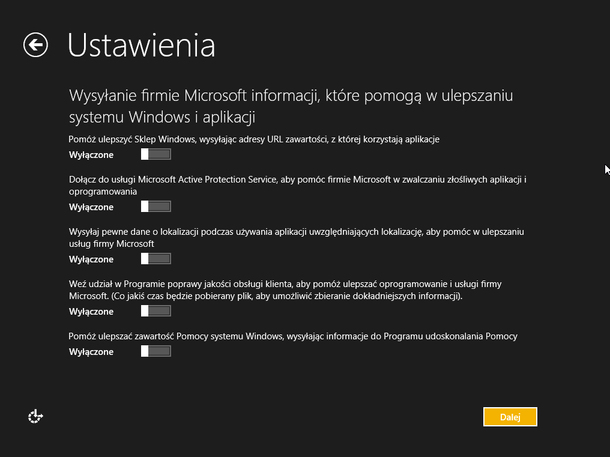 Ustawienia
Wysyłanie firmie Microsoft informacji, które pomogą w ulepszaniu
systemu Windows i aplikacji
Pomóż ulepszyć Sklep Windows, wysyłając adresy URL zawartości, z której korzystają aplikacje
Wyłączone
Dołącz do usługi Microsoft Active Protection Service, aby pomóc firmie Microsoft w zwalczaniu złośliwych aplikacji i
oprogramowania
Wyłączone
Wysyłaj pewne dane o lokalizacji podczas używania aplikacji uwzględniających lokalizację, aby pomóc w ulepszaniu
usług firmy Microsoft
Wyłączone
Weź udział w Programie poprawy jakości obsługi klienta, aby pomóż ulepszać oprogramowanie i usługi firmy
Microsoft. (Co jakiś czas będzie pobierany plik, aby umożliwić zbieranie dokładniejszych informacji).
Wyłączone
Pomóż ulepszać zawartość Pomocy systemu Windows, wysyłając informacje do Programu udoskonalania Pomocy
Wyłączone
Dalej